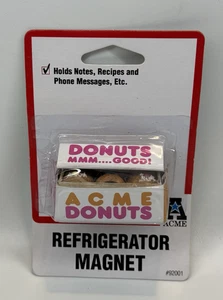 Holds Notes, Recipes and
Phone Messages, Etc.
DONUTS
MMM....GOOD!
ACME
DONUTS
A
ACME
REFRIGERATOR
MAGNET
#92001